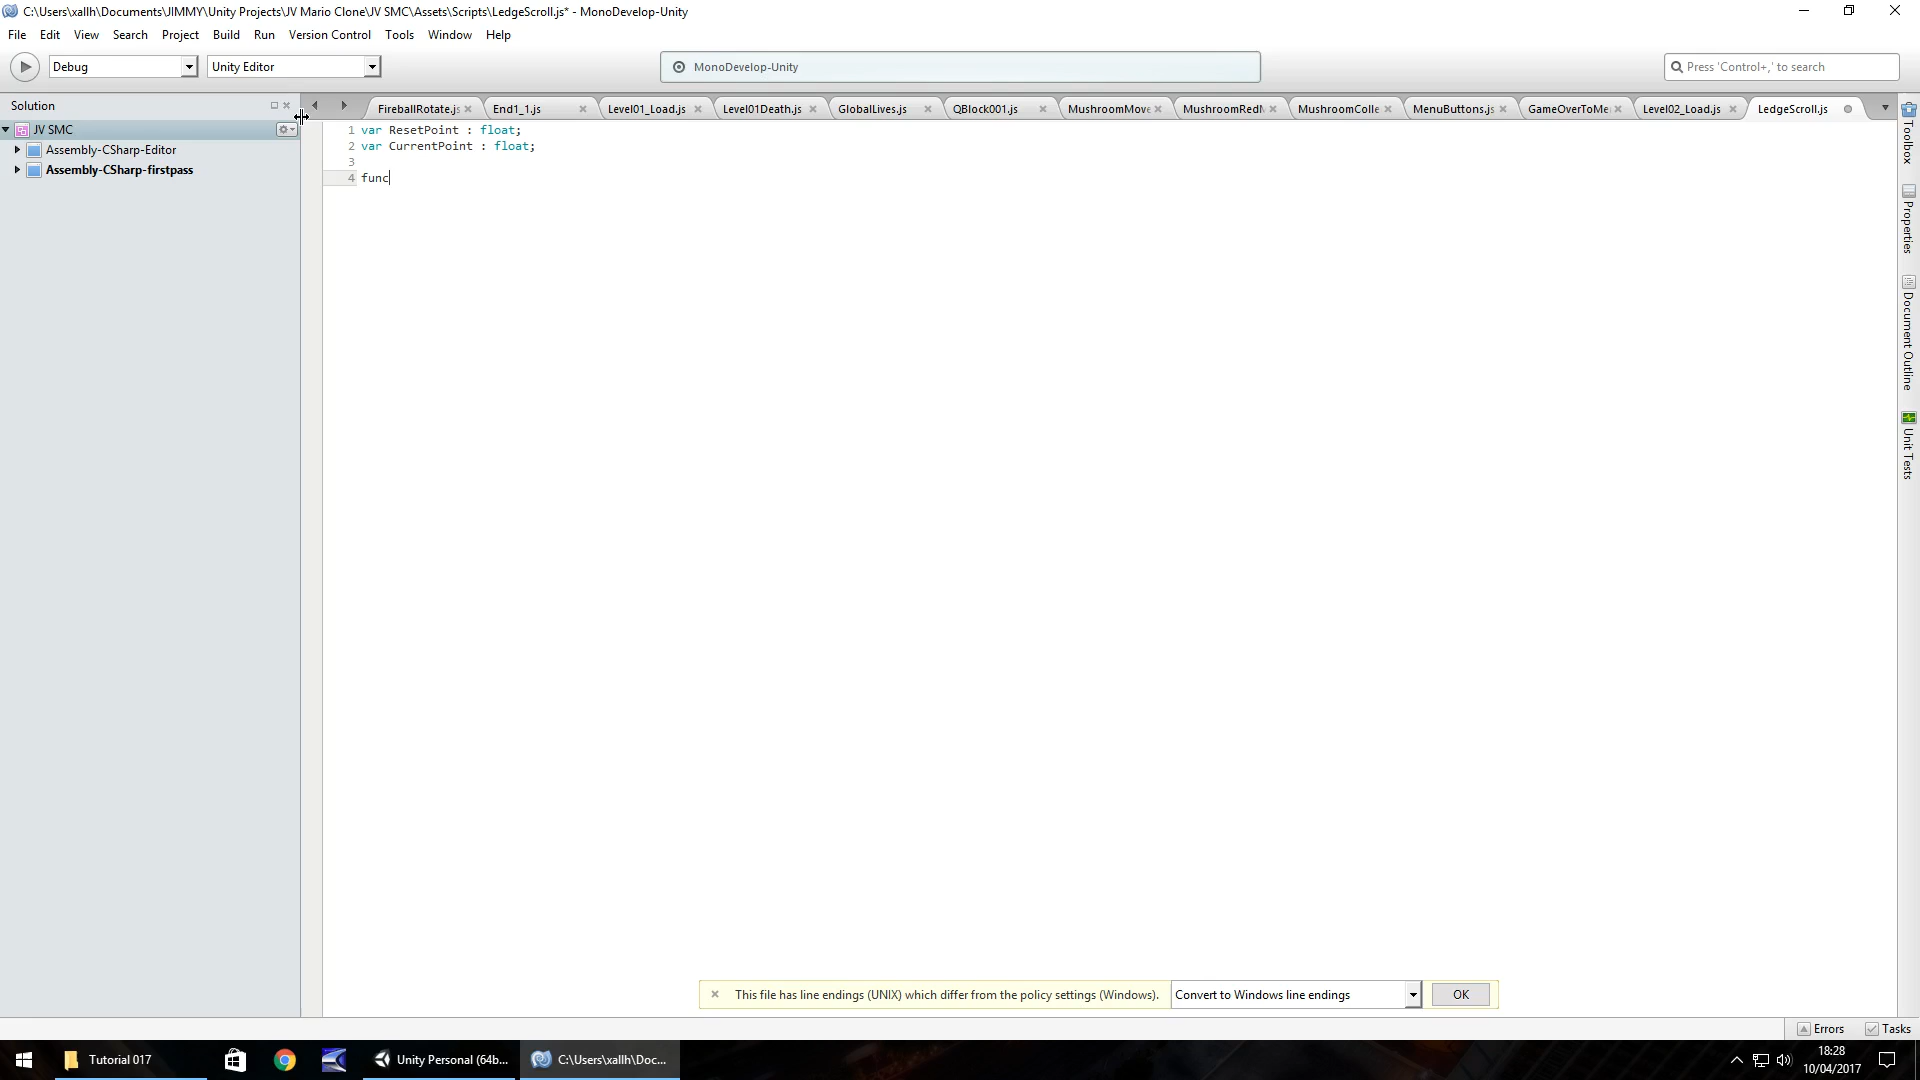 C:\Users\xallh\Documents\JIMMY\Unity Projects\JV Mario Clone\JV SMC\Assets\Scripts\LedgeScroll.js* - MonoDevelop-Unity
File Edit View Search Project Build Run Version Control Tools Window Help
Debug Unity Editor MonoDevelop-Unity Press 'Control+,' to search
Solution
FireballRotate.js End1_1.js Level01_Load.js Level01Death.js GlobalLives.js QBlock001.js MushroomMove MushroomRed MushroomColle MenuButtons.js GameOverToMe Level02_Load.js LedgeScroll.js
JV SMC
Assembly-CSharp-Editor
Assembly-CSharp-firstpass
1 var ResetPoint : float;
2 var CurrentPoint : float;
3
4 func
Toolbox
Properties
Document Outline
Unit Tests
This file has line endings (UNIX) which differ from the policy settings (Windows). Convert to Windows line endings OK
Errors Tasks
Tutorial 017 Unity Personal (64b... C:\Users\xallh\Doc...
18:28
10/04/2017